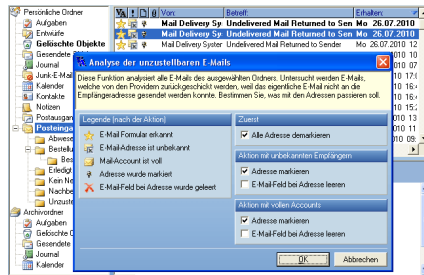 Persönliche Ordner
Aufgaben
Entwürfe
Gelöschte Objekte
Gesendete
Journal
Junk-E-Mail
Kalender
Kontakte
Notizen
Postausgan
Posteinga
Abwese
Bestellu
Bes
Erledigt
Kein Ne
Nachbe
Unzuste
Archivordner
Aufgaben
Gelöschte O
Gesendete
Journal
Kalender
Von: Betreff: Erhalten:
Mail Delivery Sy Undelivered Mail Returned to Sen Mo 26.07.2010
Mail Delivery Sy Undelivered Mail Returned to Sen Mo 26.07.2010
Mail Delivery Syster Undelivered Mail Returned to Sender Mo 26.07.2010 12
Analyse der unzustellbaren E-Mails
Diese Funktion analysiert alle E-Mails des ausgewählten Ordners. Untersucht werden E-Mails,
welche von den Providern zurückgeschickt werden, weil das eigentliche E-Mail nicht an die
Empfängeradresse gesendet werden konnte. Bestimmen Sie, was mit den Adressen passieren soll.
Legende (nach der Aktion)
E-Mail Formular erkannt
E-Mail-Adresse ist unbekannt
Mail-Account ist voll
Adresse wurde markiert
E-Mail-Feld bei Adresse wurde geleert
Zuerst
Alle Adresse demarkieren
Aktion mit unbekannten Empfängern
Adresse markieren
E-Mail-Feld bei Adresse leeren
Aktion mit vollen Accounts
Adresse markieren
E-Mail-Feld bei Adresse leeren
OK
Abbrechen